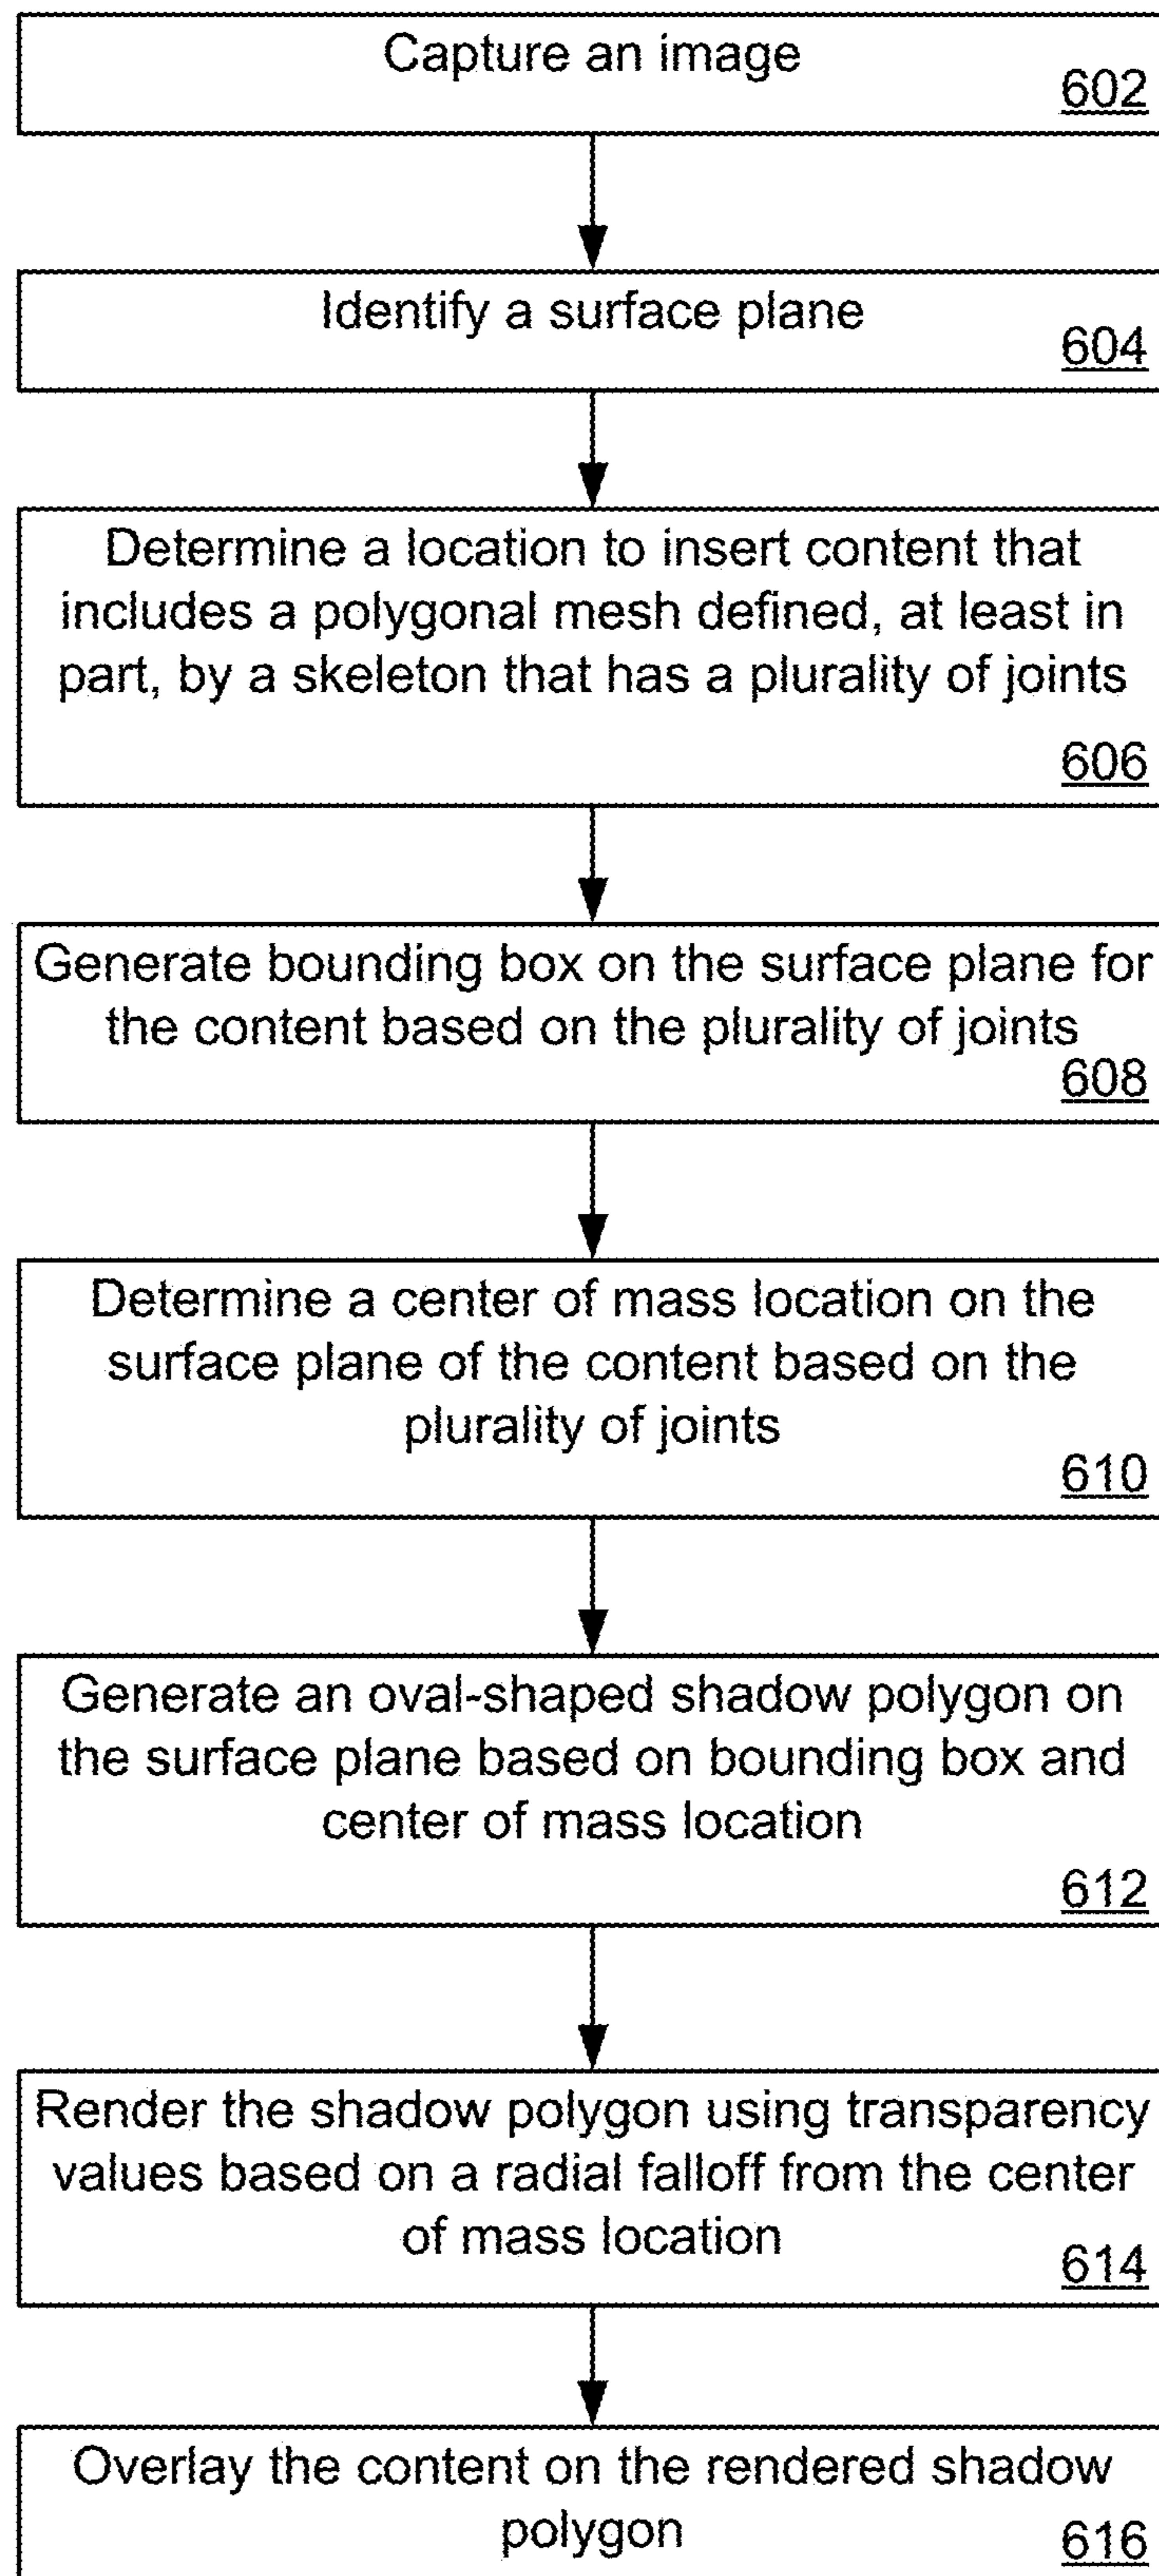 Capture an image
602
Identify a surface plane
604
Determine a location to insert content that
includes a polygonal mesh defined, at least in
part, by a skeleton that has a plurality of joints
606
Generate bounding box on the surface plane for
the content based on the plurality of joints
608
Determine a center of mass location on the
surface plane of the content based on the
plurality of joints
610
Generate an oval-shaped shadow polygon on
the surface plane based on bounding box and
center of mass location
612
Render the shadow polygon using transparency
values based on a radial falloff from the center
of mass location
614
Overlay the content on the rendered shadow
polygon
616